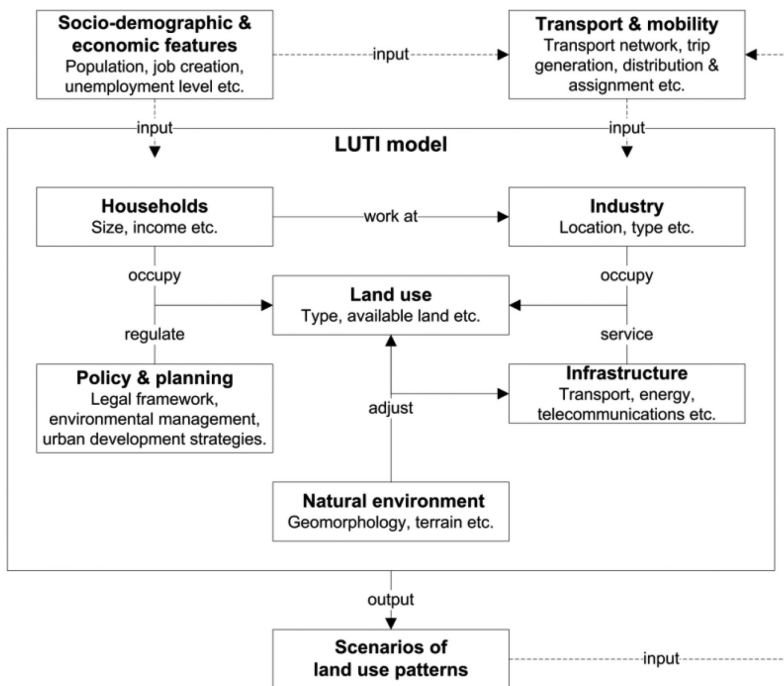 Socio-demographic &
economic features
Population, job creation,
unemployment level etc.
input
Transport & mobility
Transport network, trip
generation, distribution &
assignment etc.
input
input
LUTI model
Households
Size, income etc.
work at
Industry
Location, type etc.
occupy
occupy
Land use
Type, available land etc.
regulate
service
Policy & planning
Legal framework,
environmental management,
urban development strategies.
adjust
Infrastructure
Transport, energy,
telecommunications etc.
Natural environment
Geomorphology, terrain etc.
output
Scenarios of
land use patterns
input